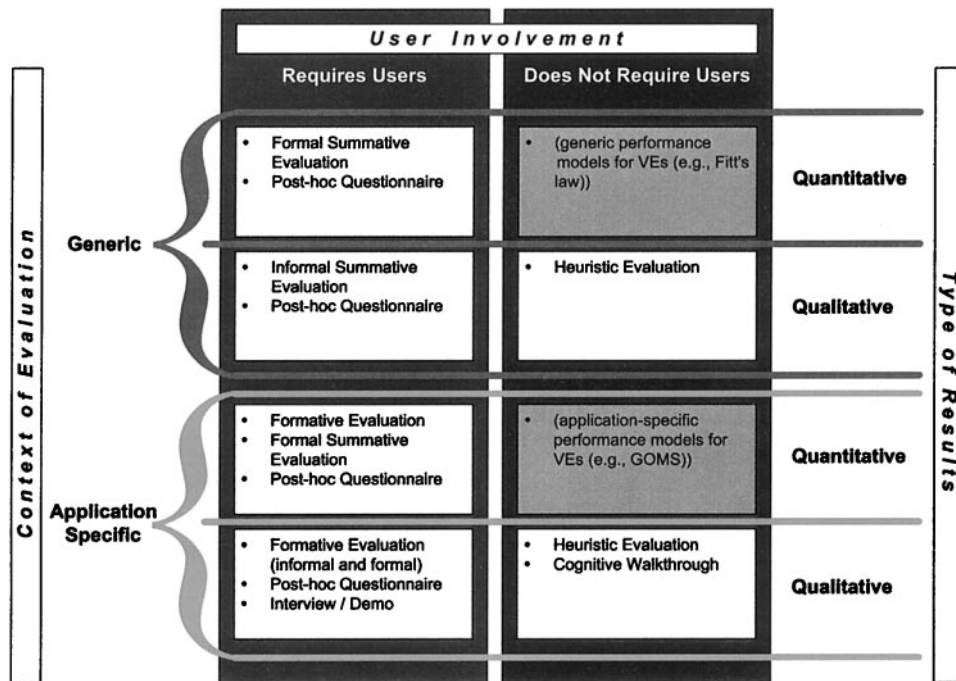 User Involvement
Requires Users
Does Not Require Users
Context of Evaluation
Type of Results
Generic
• Formal Summative
Evaluation
• Post-hoc Questionnaire
• (generic performance
models for VEs (e.g., Fitt's
law))
Quantitative
• Informal Summative
Evaluation
• Post-hoc Questionnaire
• Heuristic Evaluation
Qualitative
Application
Specific
• Formative Evaluation
• Formal Summative
Evaluation
• Post-hoc Questionnaire
• (application-specific
performance models for
VEs (e.g., GOMS))
Quantitative
• Formative Evaluation
(informal and formal)
• Post-hoc Questionnaire
• Interview / Demo
• Heuristic Evaluation
• Cognitive Walkthrough
Qualitative